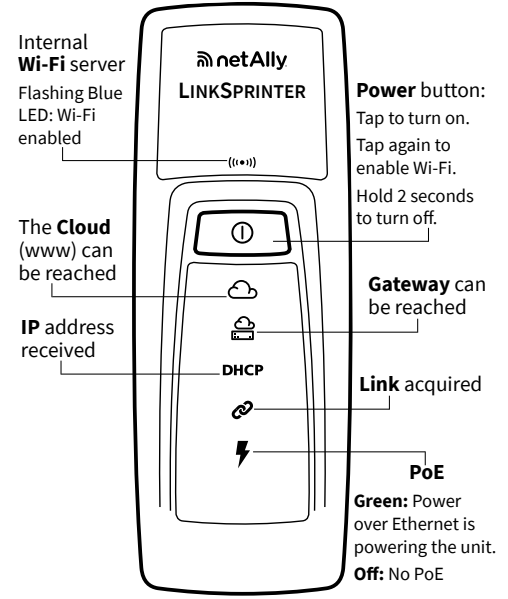 Internal
Wi-Fi server
Flashing Blue
LED: Wi-Fi
enabled
netAlly
LINKSPRINTER
Power button:
Tap to turn on.
Tap again to
enable Wi-Fi.
Hold 2 seconds
to turn off.
The Cloud
(www) can
be reached
Gateway can
be reached
IP address
received
DHCP
Link acquired
PoE
Green: Power
over Ethernet is
powering the unit.
Off: No PoE